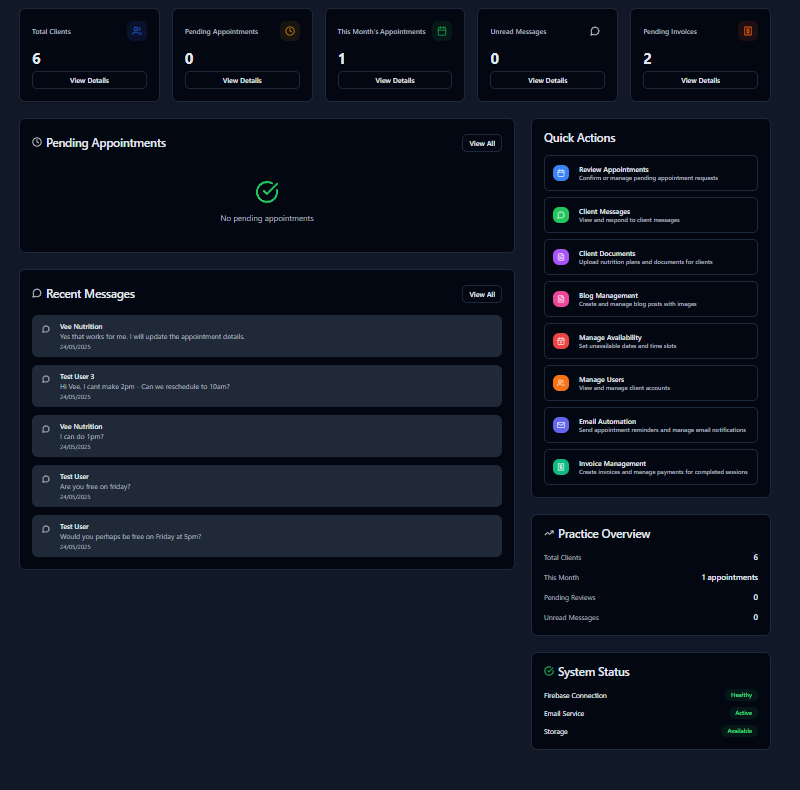 Total Clients
6
View Details
Pending Appointments
0
View Details
This Month's Appointments
1
View Details
Unread Messages
0
View Details
Pending Invoices
2
View Details
Pending Appointments
View All
No pending appointments
Recent Messages
View All
Vee Nutrition
Yes that works for me. I will update the appointment details.
24/05/2025
Test User 3
Hi Vee, I cant make 2pm - Can we reschedule to 10am?
24/05/2025
Vee Nutrition
I can do 1pm?
24/05/2025
Test User
Are you free on friday?
24/05/2025
Test User
Would you perhaps be free on Friday at 5pm?
24/05/2025
Quick Actions
Review Appointments
Confirm or manage pending appointment requests
Client Messages
View and respond to client messages
Client Documents
Upload nutrition plans and documents for clients
Blog Management
Create and manage blog posts with images
Manage Availability
Set unavailable dates and time slots
Manage Users
View and manage client accounts
Email Automation
Send appointment reminders and manage email notifications
Invoice Management
Create invoices and manage payments for completed sessions
Practice Overview
Total Clients 6
This Month 1 appointments
Pending Reviews 0
Unread Messages 0
System Status
Firebase Connection Healthy
Email Service Active
Storage Available